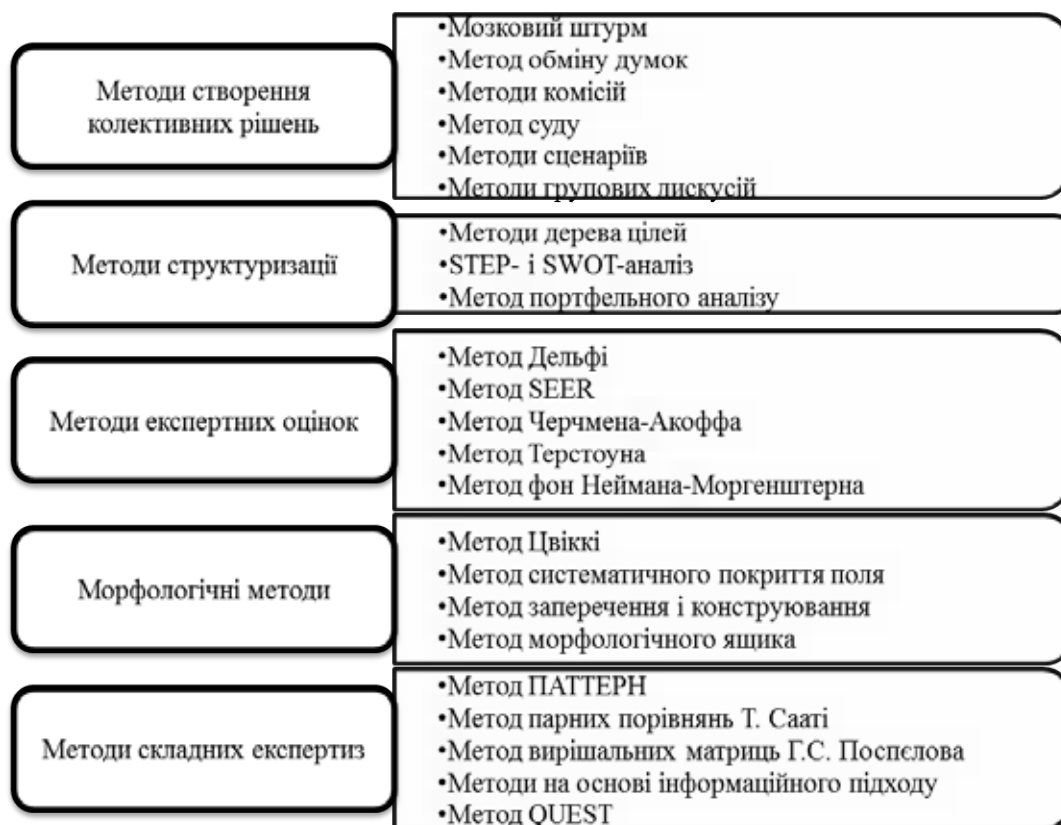 Методи створення
колективних рішень
•Мозковий штурм
•Метод обміну думок
•Методи комісій
•Метод суду
•Методи сценаріїв
•Методи групових дискусій
Методи структуризації
•Методи дерева цілей
•STEP- і SWOT-аналіз
•Метод портфельного аналізу
Методи експертних оцінок
•Метод Дельфі
•Метод SEER
•Метод Черчмена-Акоффа
•Метод Терстоуна
•Метод фон Неймана-Моргенштерна
Морфологічні методи
•Метод Цвіккі
•Метод систематичного покриття поля
•Метод заперечення і конструювання
•Метод морфологічного ящика
Методи складних експертиз
•Метод ПАТТЕРН
•Метод парних порівнянь Т. Сааті
•Метод вирішальних матриць Г.С. Поспєлова
•Методи на основі інформаційного підходу
•Метод QUEST